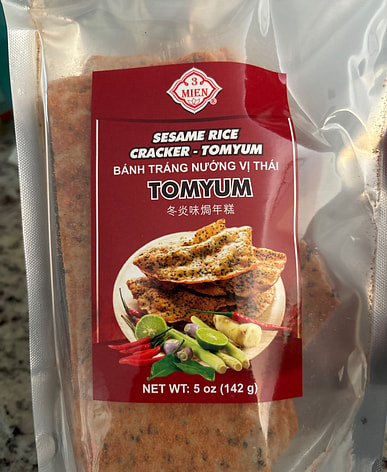 3
MIEN
®
SESAME RICE
CRACKER - TOMYUM
BÁNH TRÁNG NƯỚNG VỊ THÁI
TOMYUM
冬炎味焗年糕
NET WT: 5 oz (142 g)